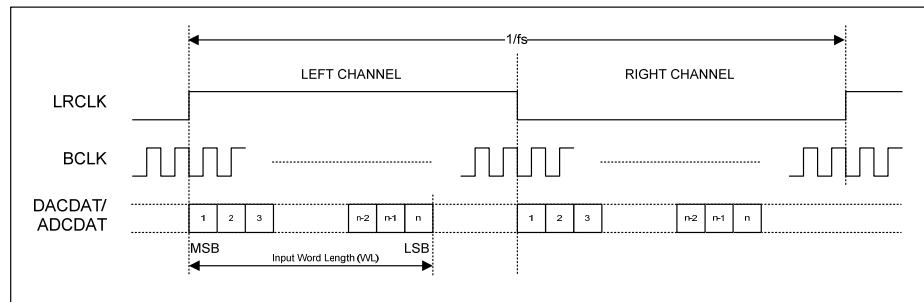 1/fs
LEFT CHANNEL
RIGHT CHANNEL
LRCLK
BCLK
DACDAT/
ADCDAT
1 2 3 n-2 n-1 n 1 2 3 n-2 n-1 n
MSB LSB
Input Word Length (WL)